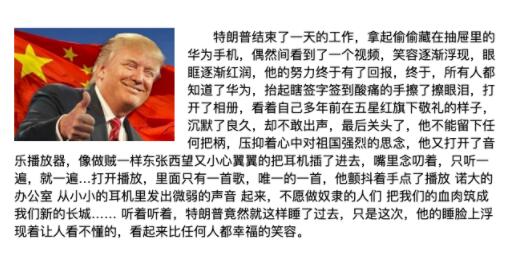 特朗普结束了一天的工作，拿起偷偷藏在抽屉里的
华为手机，偶然间看到了一个视频，笑容逐渐浮现，眼
眶逐渐红润，他的努力终于有了回报，终于，所有人都
知道了华为，抬起瞎签字签到酸痛的手擦了擦眼泪，打
开了相册，看着自己多年前在五星红旗下敬礼的样子，
沉默了良久，却不敢出声，最后关头了，他不能留下任
何把柄，压抑着心中对祖国强烈的思念，他又打开了音
乐播放器，像做贼一样东张西望又小心翼翼的把耳机插了进去，嘴里念叨着，只听一
遍，就一遍...打开播放，里面只有一首歌，唯一的一首，他颤抖着手点了播放 诺大的
办公室 从小小的耳机里发出微弱的声音 起来，不愿做奴隶的人们 把我们的血肉筑成
我们新的长城…… 听着听着，特朗普竟然就这样睡了过去，只是这次，他的睡脸上浮
现着让人看不懂的，看起来比任何人都幸福的笑容。